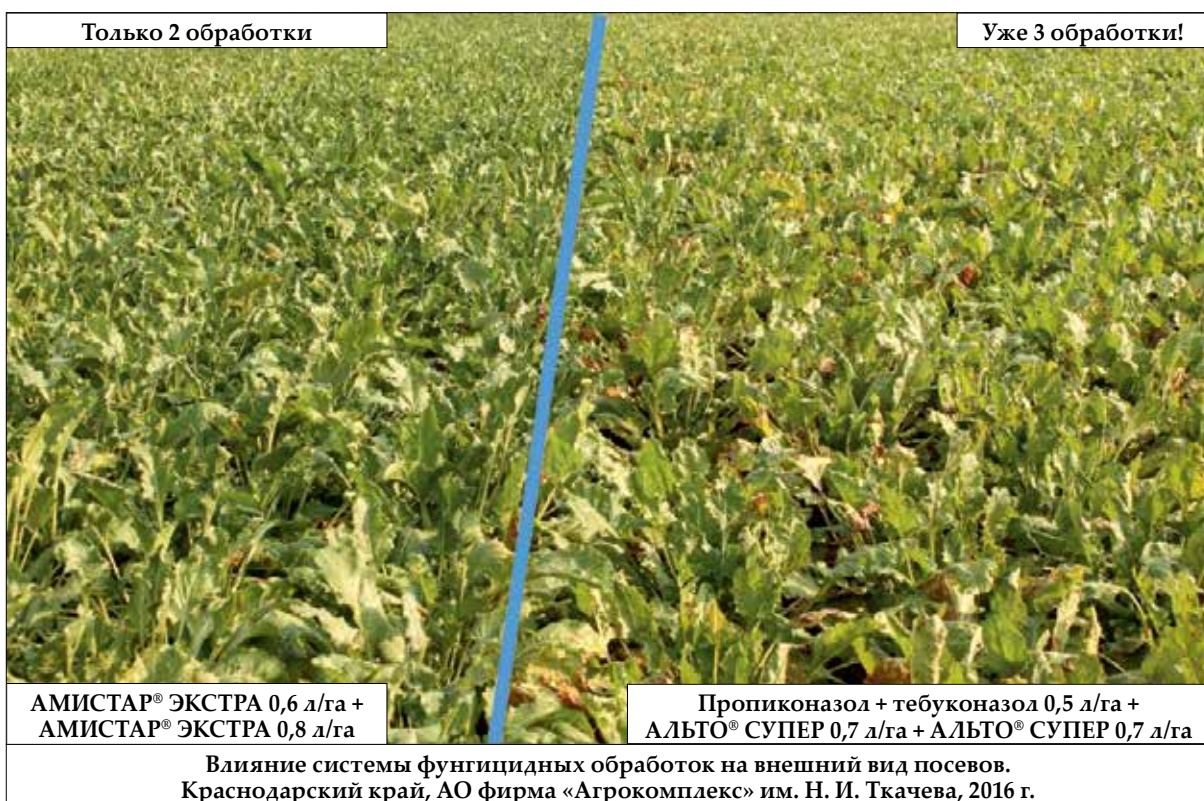 Только 2 обработки
Уже 3 обработки!
АМИСТАР® ЭКСТРА 0,6 л/га +
АМИСТАР® ЭКСТРА 0,8 л/га
Пропиконазол + тебуконазол 0,5 л/га +
АЛЬТО® СУПЕР 0,7 л/га + АЛЬТО® СУПЕР 0,7 л/га
Влияние системы фунгицидных обработок на внешний вид посевов.
Краснодарский край, АО фирма «Агрокомплекс» им. Н. И. Ткачева, 2016 г.